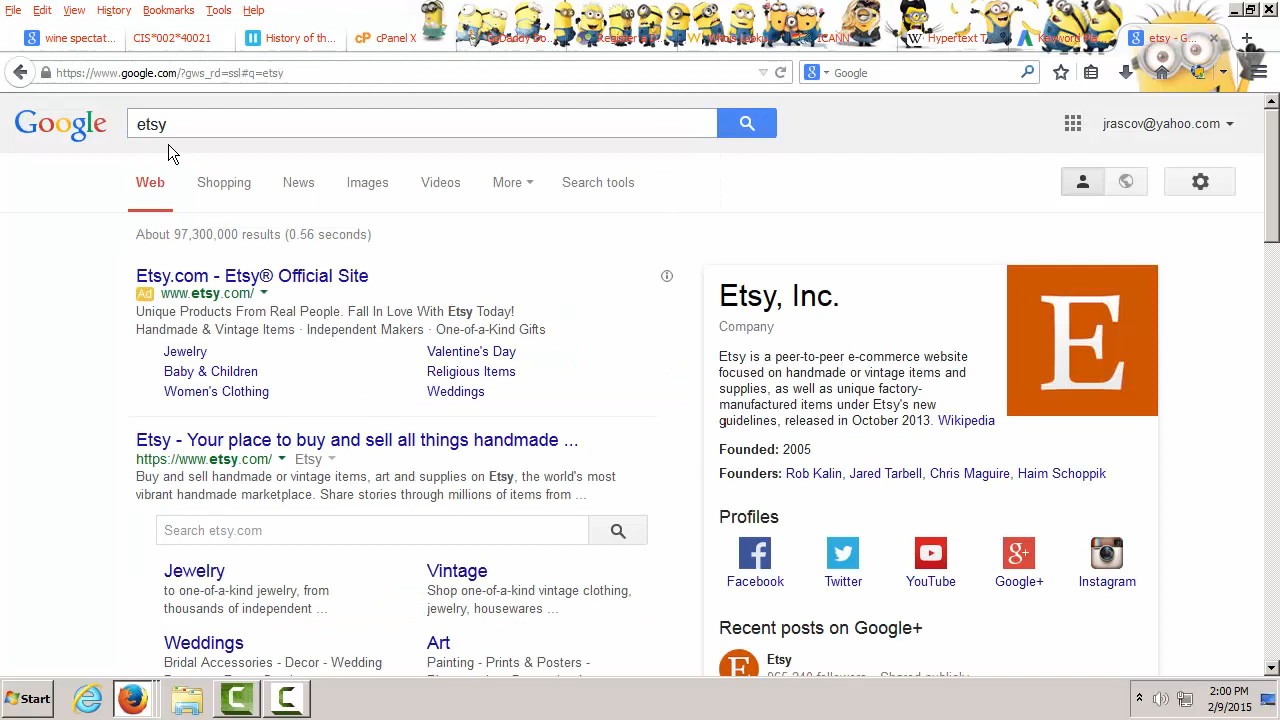 File Edit View History Bookmarks Tools Help
wine spectat...
CIS*002*40021
History of th...
cPanel X
ICANN
Hypertext T...
etsy - G...
https://www.google.com/?gws_rd=ssl#q=etsy
Google
Google
etsy
jrascov@yahoo.com
Web Shopping News Images Videos More Search tools
About 97,300,000 results (0.56 seconds)
Etsy.com - Etsy® Official Site
Ad www.etsy.com/
Unique Products From Real People. Fall In Love With Etsy Today!
Handmade & Vintage Items · Independent Makers · One-of-a-Kind Gifts
Jewelry Valentine's Day
Baby & Children Religious Items
Women's Clothing Weddings
Etsy - Your place to buy and sell all things handmade ...
https://www.etsy.com/ Etsy
Buy and sell handmade or vintage items, art and supplies on Etsy, the world's most
vibrant handmade marketplace. Share stories through millions of items from ...
Search etsy.com
Jewelry
to one-of-a-kind jewelry, from
thousands of independent ...
Vintage
Shop one-of-a-kind vintage clothing,
jewelry, housewares ...
Weddings
Bridal Accessories - Decor - Wedding
Art
Painting - Prints & Posters -
Etsy, Inc.
Company
Etsy is a peer-to-peer e-commerce website
focused on handmade or vintage items and
supplies, as well as unique factory-
manufactured items under Etsy's new
guidelines, released in October 2013. Wikipedia
Founded: 2005
Founders: Rob Kalin, Jared Tarbell, Chris Maguire, Haim Schoppik
E
Profiles
Facebook Twitter YouTube Google+ Instagram
Recent posts on Google+
E
Etsy
Start
2:00 PM
2/9/2015